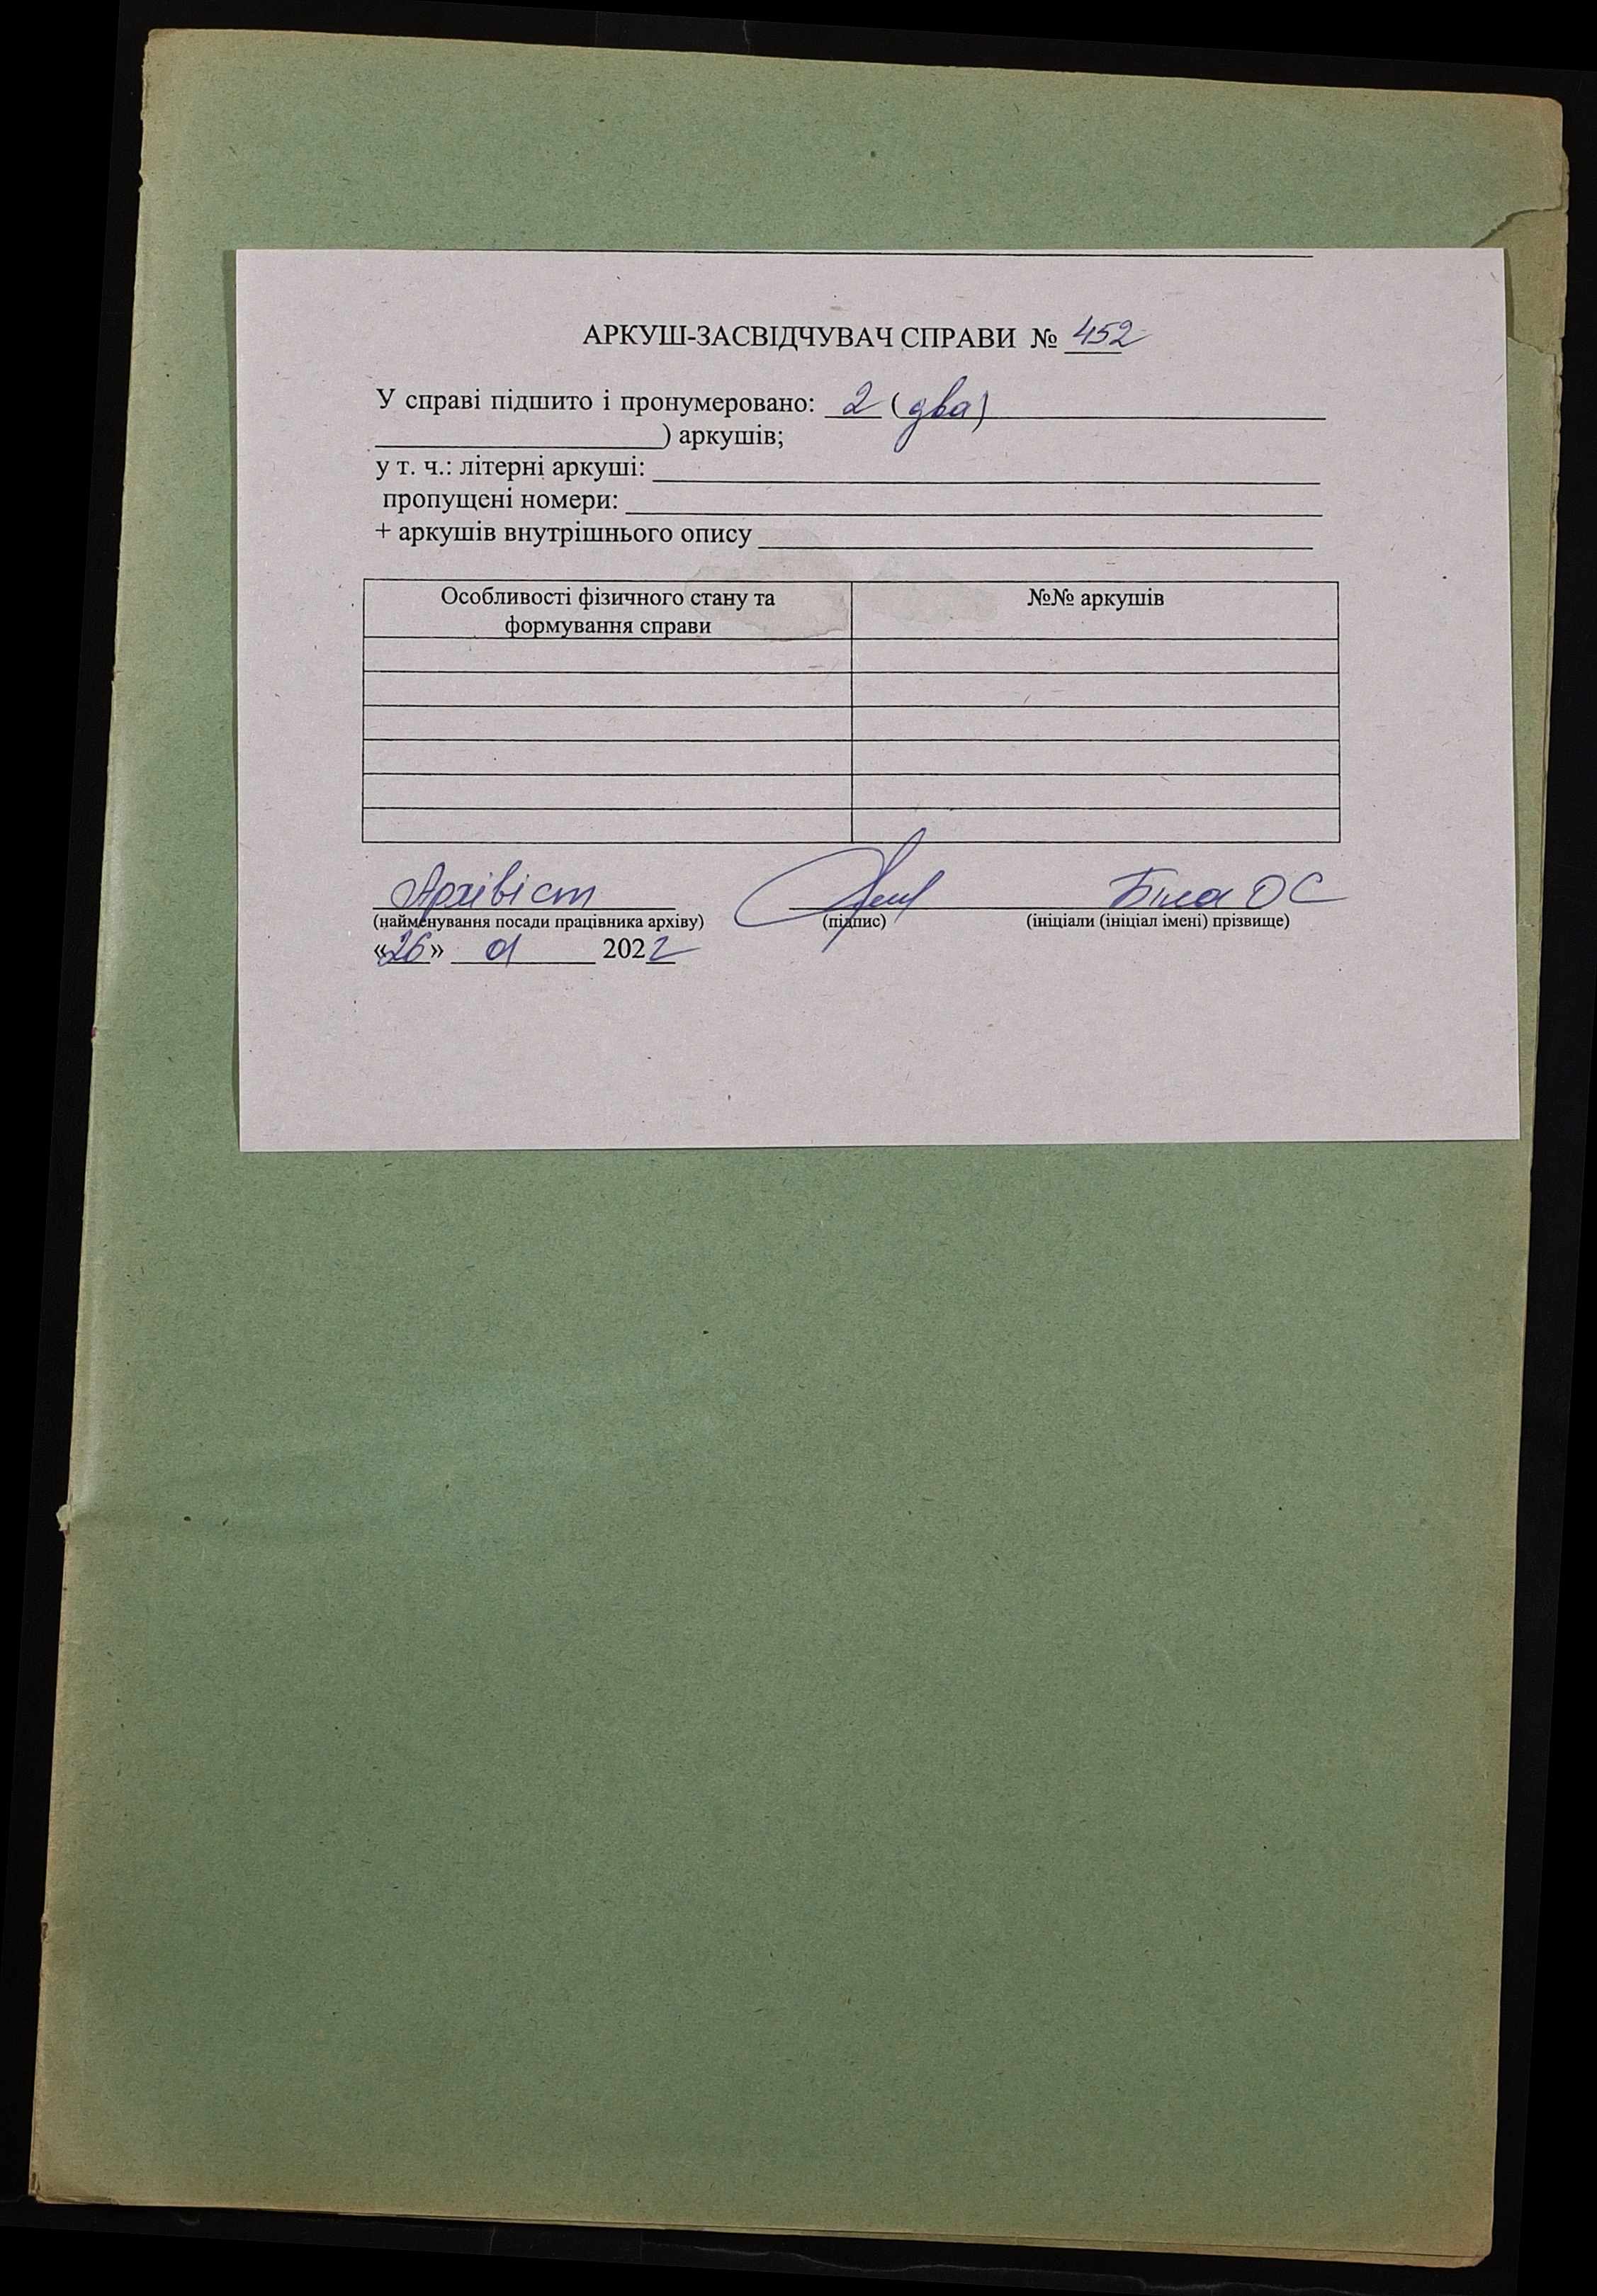 АРКУШ-ЗАСВІДЧУВАЧ СПРАВИ № 452
У справі підшито і пронумеровано: 2 (два)
) аркушів;
у т. ч.: літерні аркуші:
пропущені номери:
+ аркушів внутрішнього опису
Особливості фізичного стану та формування справи №№ аркушів
Архівіст Біла ОС
(найменування посади працівника архіву) (підпис) (ініціали (ініціал імені) прізвище)
«26» 01 2022